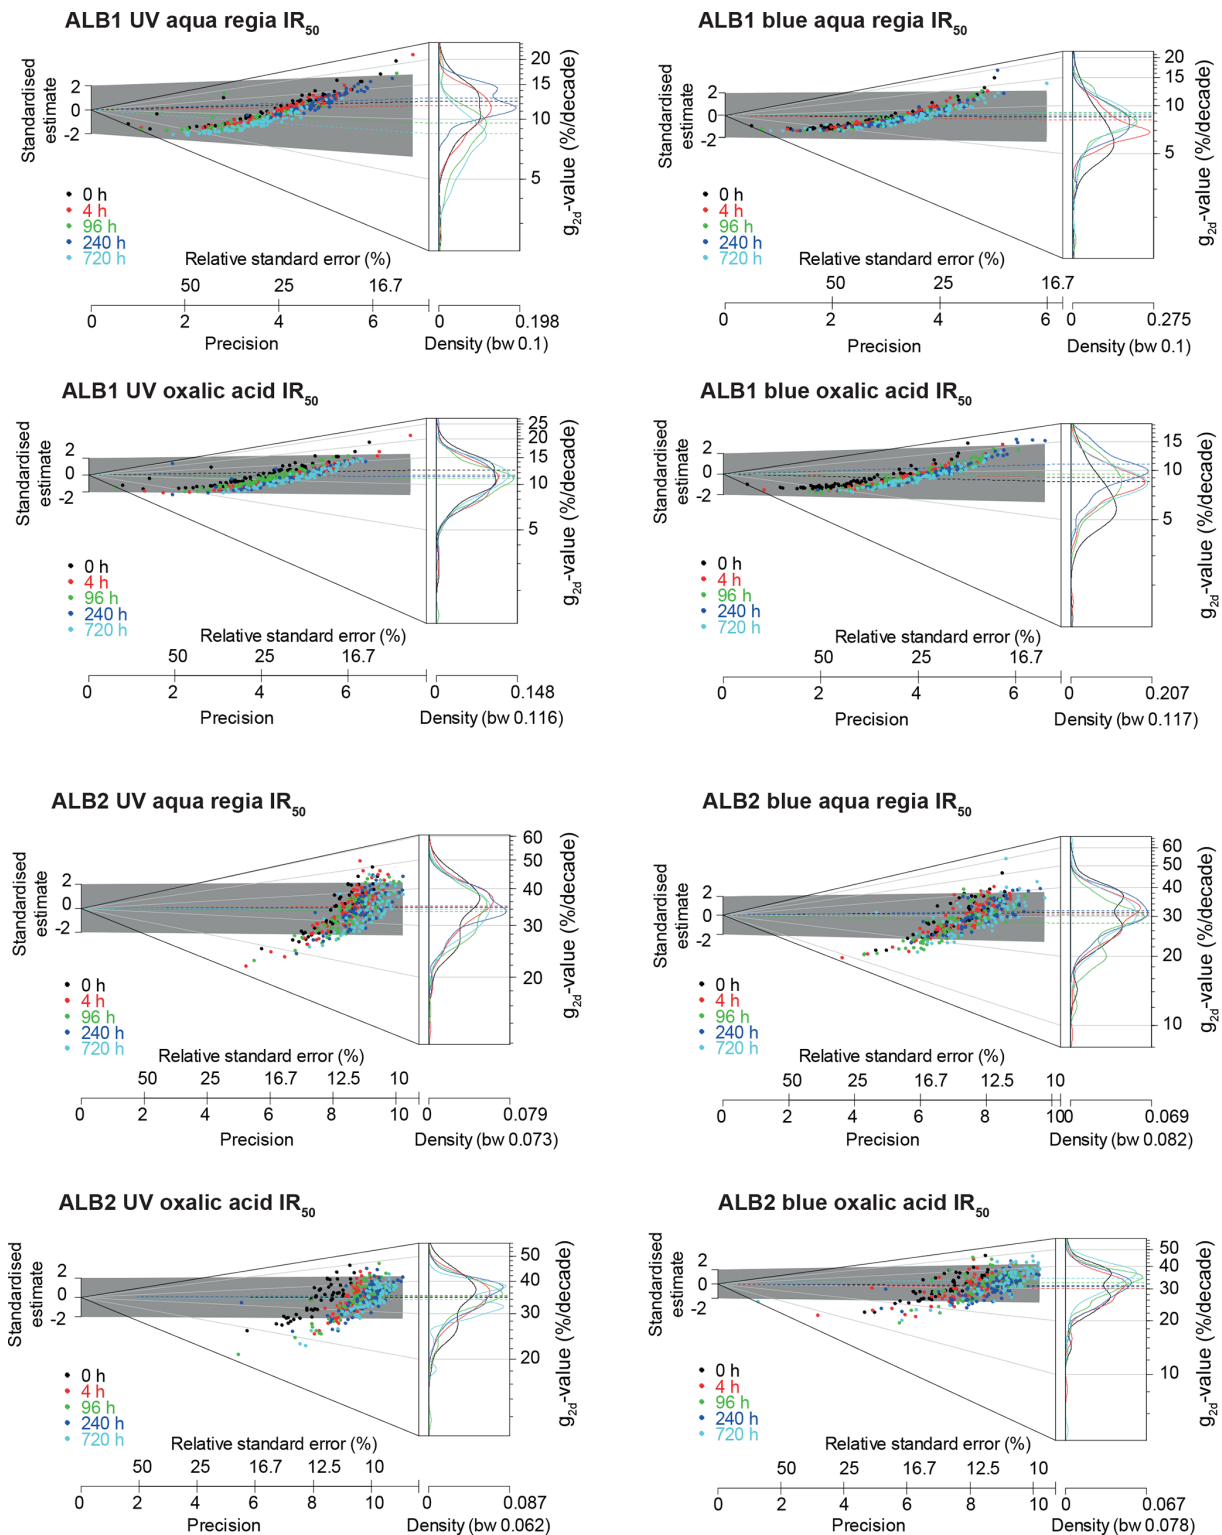 ALB1 UV aqua regia IR50
Standardised estimate
2
0
-2
20
15
10
5
g2d-value (%/decade)
0 h
4 h
96 h
240 h
720 h
Relative standard error (%)
50 25 16.7
0 2 4 6 0 0.198
Precision Density (bw 0.1)
ALB1 blue aqua regia IR50
Standardised estimate
2
0
-2
20
15
10
5
g2d-value (%/decade)
0 h
4 h
96 h
240 h
720 h
Relative standard error (%)
50 25 16.7
0 2 4 6 0 0.275
Precision Density (bw 0.1)
ALB1 UV oxalic acid IR50
Standardised estimate
2
0
-2
25
20
15
10
5
g2d-value (%/decade)
0 h
4 h
96 h
240 h
720 h
Relative standard error (%)
50 25 16.7
0 2 4 6 0 0.148
Precision Density (bw 0.116)
ALB1 blue oxalic acid IR50
Standardised estimate
2
0
-2
15
10
5
g2d-value (%/decade)
0 h
4 h
96 h
240 h
720 h
Relative standard error (%)
50 25 16.7
0 2 4 6 0 0.207
Precision Density (bw 0.117)
ALB2 UV aqua regia IR50
Standardised estimate
2
0
-2
60
50
40
30
20
g2d-value (%/decade)
0 h
4 h
96 h
240 h
720 h
Relative standard error (%)
50 25 16.7 12.5 10
0 2 4 6 8 10 0 0.079
Precision Density (bw 0.073)
ALB2 blue aqua regia IR50
Standardised estimate
2
0
-2
60
50
40
30
20
10
g2d-value (%/decade)
0 h
4 h
96 h
240 h
720 h
Relative standard error (%)
50 25 16.7 12.5 10
0 2 4 6 8 10 0 0.069
Precision Density (bw 0.082)
ALB2 UV oxalic acid IR50
Standardised estimate
2
0
-2
50
40
30
20
g2d-value (%/decade)
0 h
4 h
96 h
240 h
720 h
Relative standard error (%)
50 25 16.7 12.5 10
0 2 4 6 8 10 0 0.087
Precision Density (bw 0.062)
ALB2 blue oxalic acid IR50
Standardised estimate
2
0
-2
50
40
30
20
10
g2d-value (%/decade)
0 h
4 h
96 h
240 h
720 h
Relative standard error (%)
50 25 16.7 12.5 10
0 2 4 6 8 10 0 0.067
Precision Density (bw 0.078)